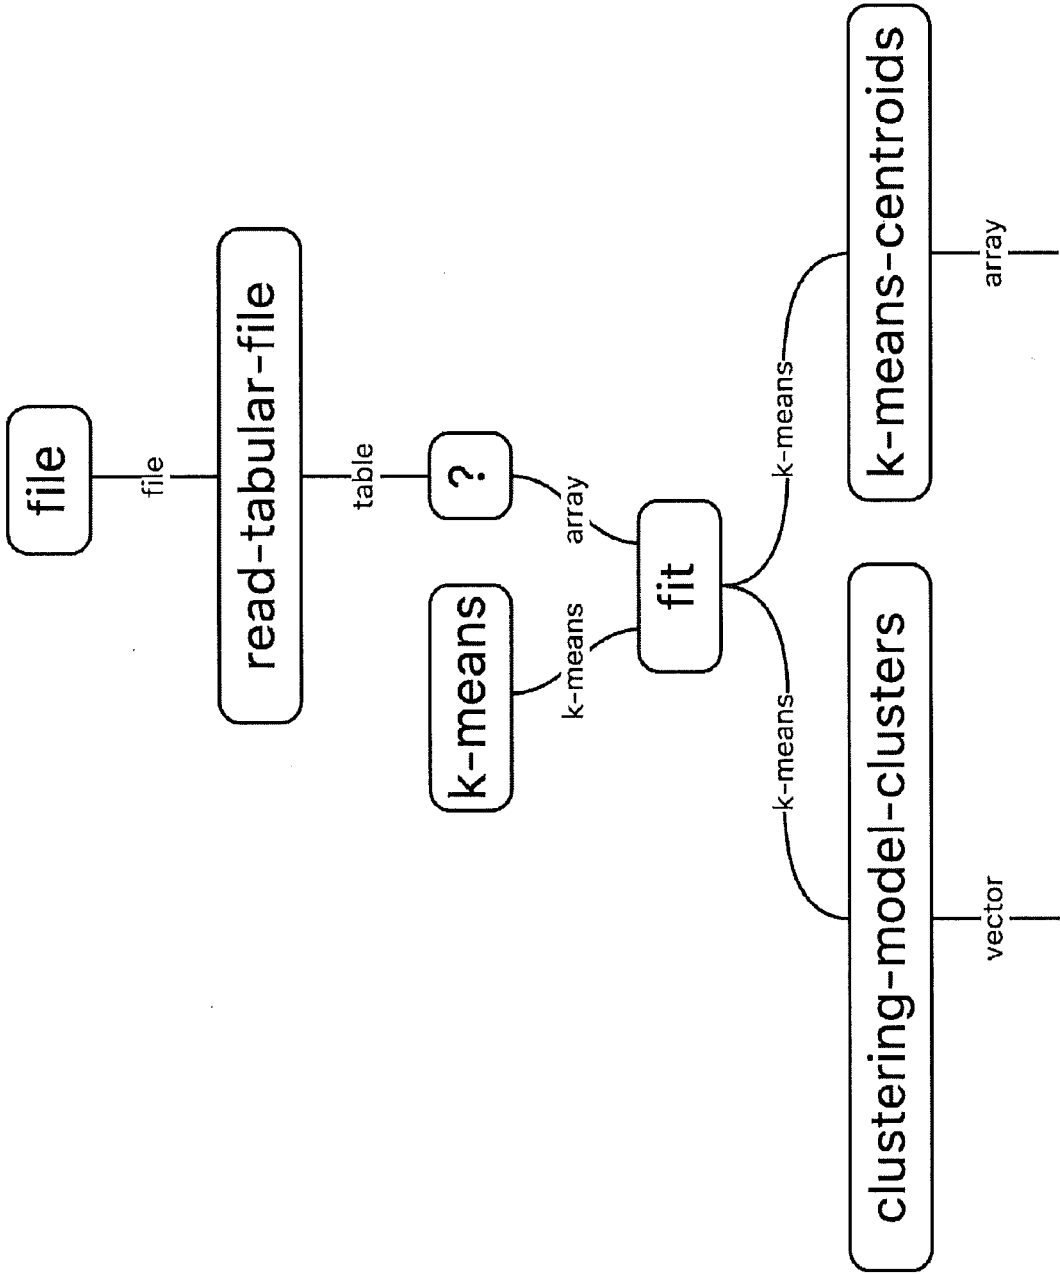 file
file
read-tabular-file
table
?
k-means
array
k-means
fit
k-means
k-means
k-means-centroids
clustering-model-clusters
array
vector